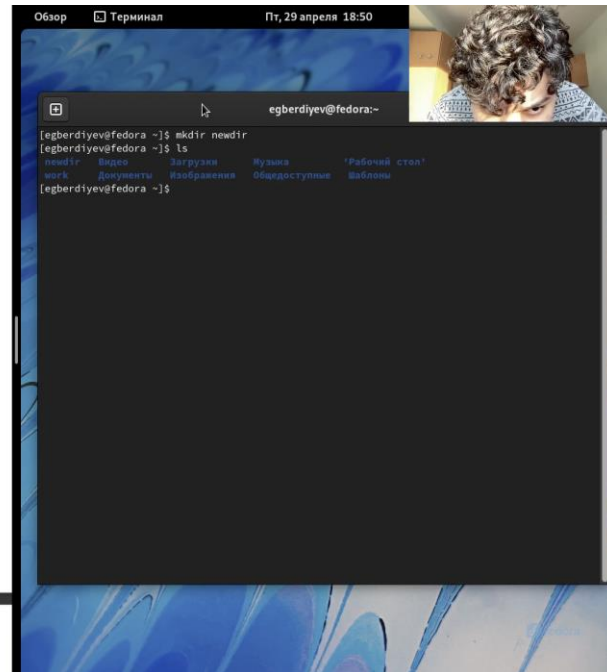 Обзор Терминал Пт, 29 апреля 18:50
egberdiyev@fedora:~
[egberdiyev@fedora ~]$ mkdir newdir
[egberdiyev@fedora ~]$ ls
newdir Видео Загрузки Музыка 'Рабочий стол'
work Документы Изображения Общедоступные Шаблоны
[egberdiyev@fedora ~]$